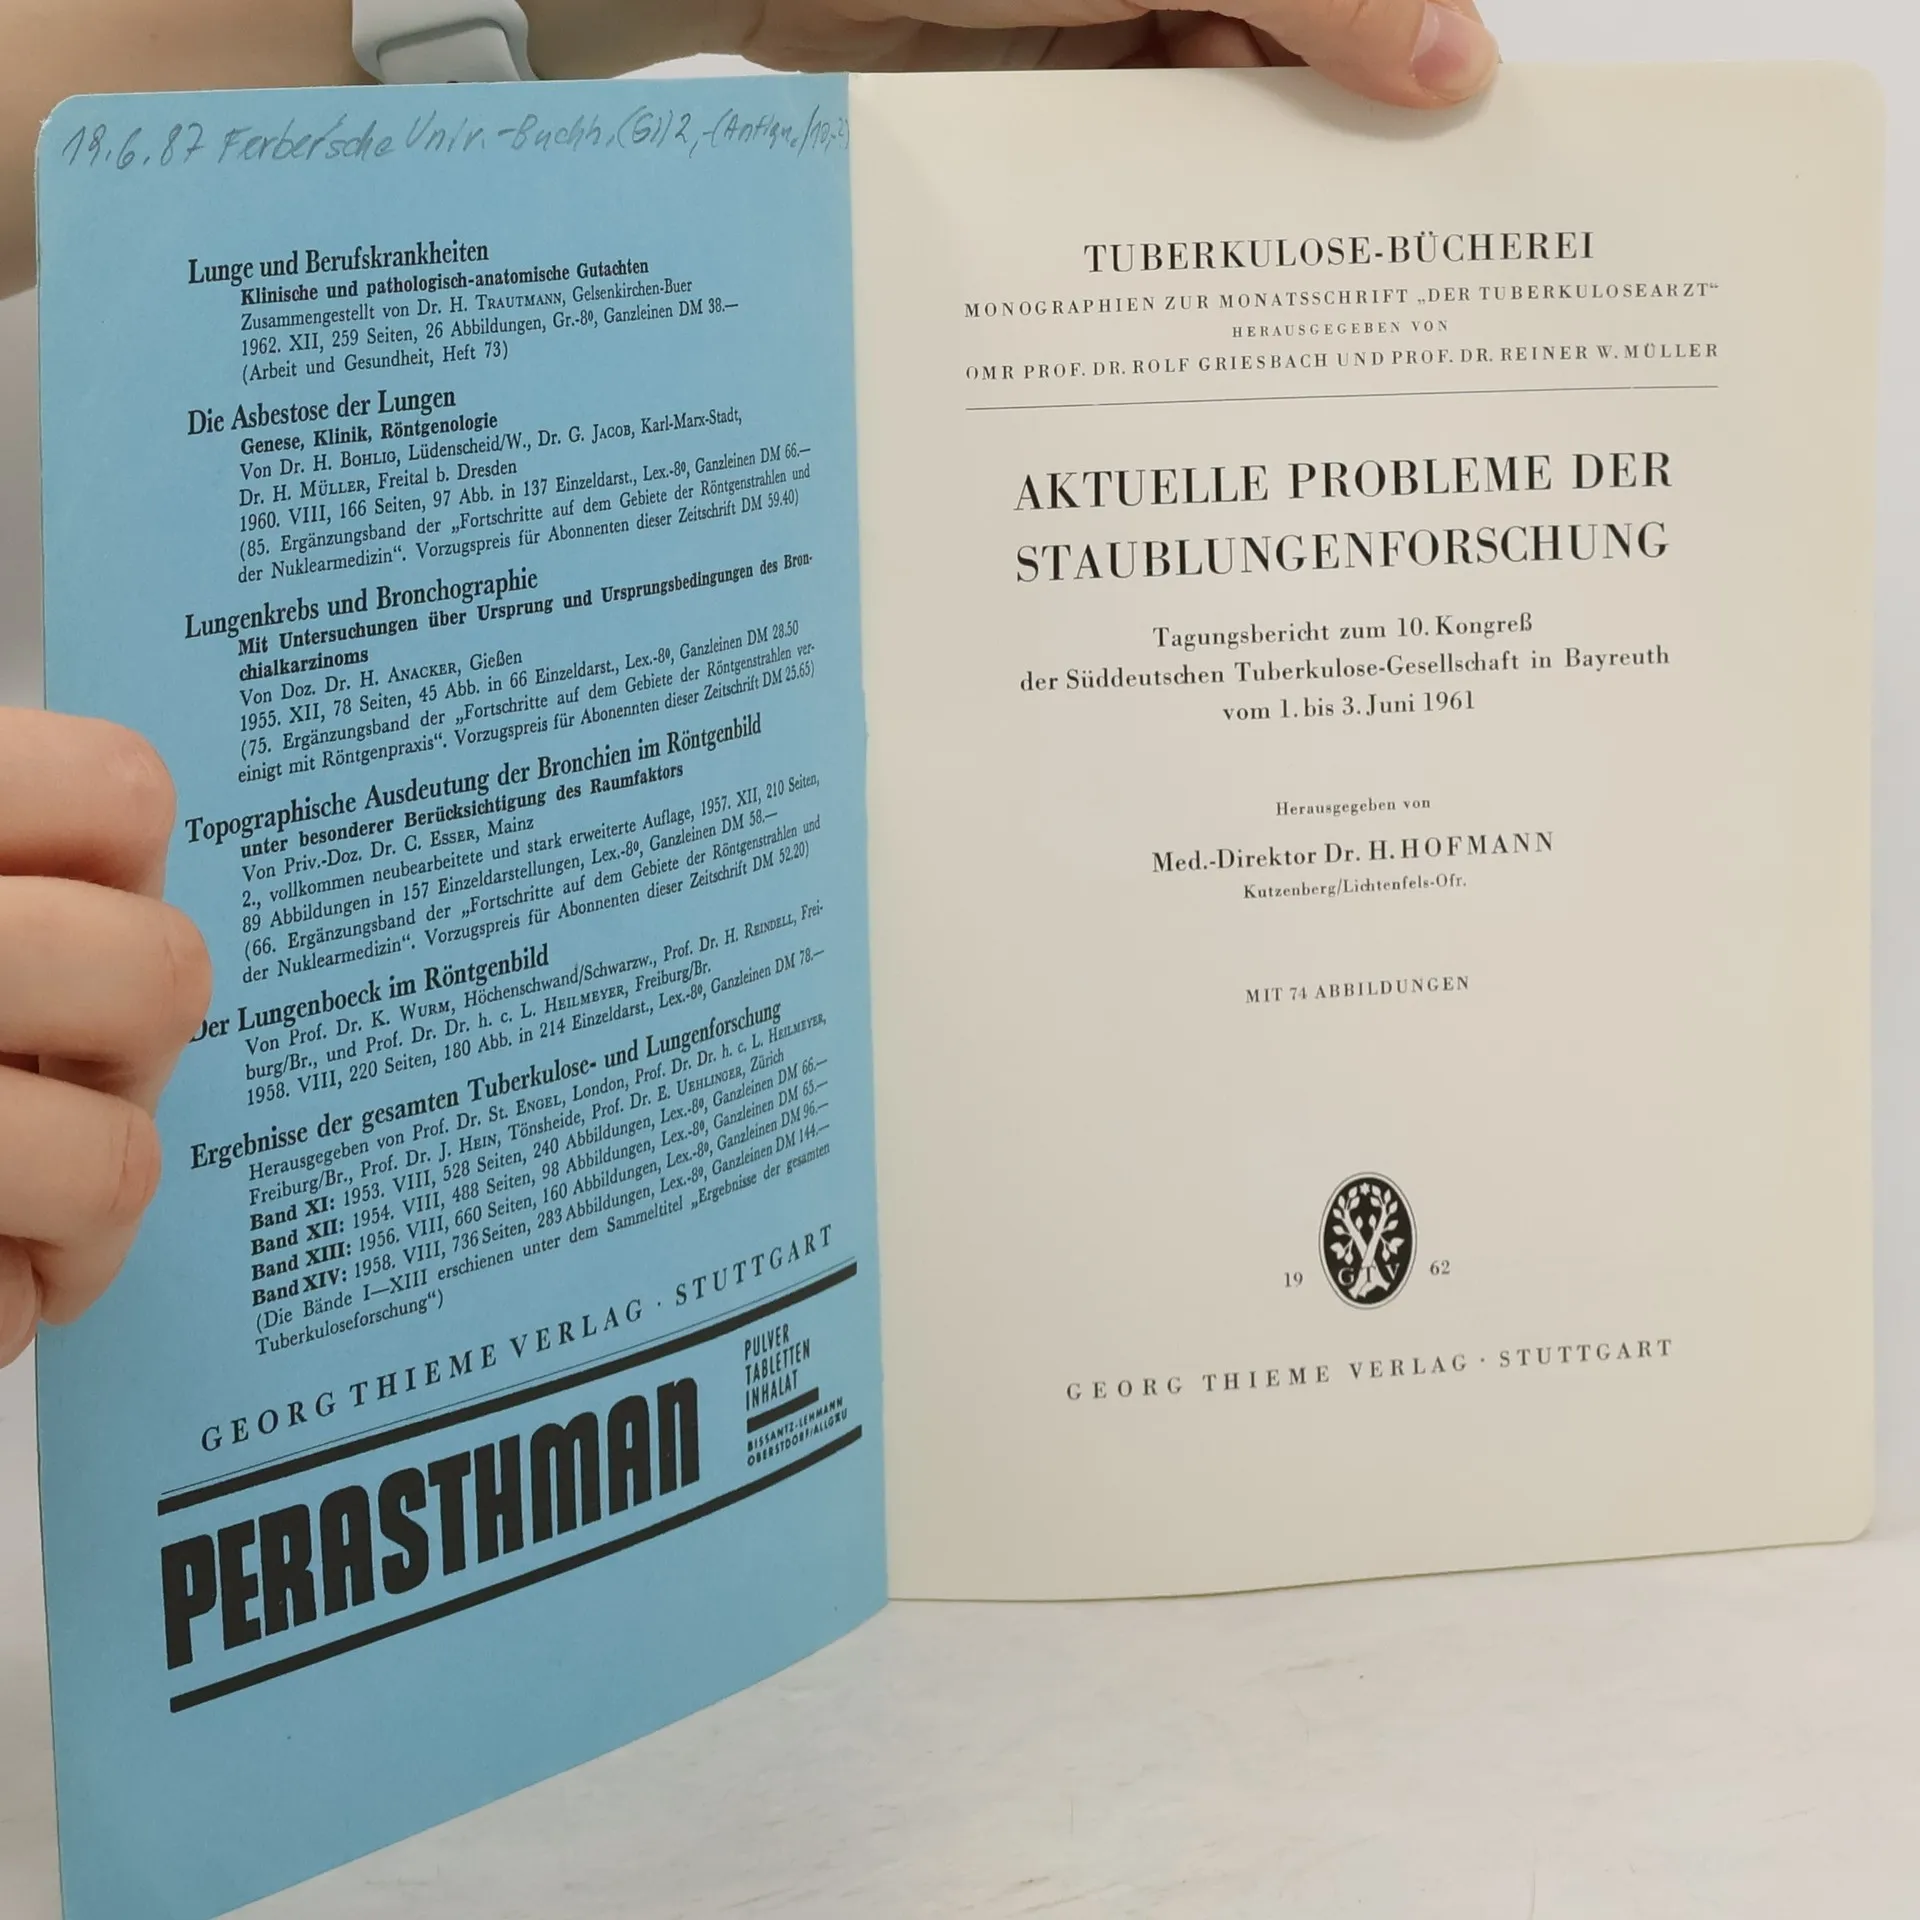 19.6.87 Ferber'sche Univ.-Buchh. (Gi) 2,-
Lunge und Berufskrankheiten
Klinische und pathologisch-anatomische Gutachten
Zusammengestellt von Dr. H. TRAUTMANN, Gelsenkirchen-Buer
1962. XII, 259 Seiten, 26 Abbildungen, Gr.-8⁰, Ganzleinen DM 38.—
(Arbeit und Gesundheit, Heft 73)
Die Asbestose der Lungen
Genese, Klinik, Röntgenologie
Von Dr. H. BOHLIG, Lüdenscheid/W., Dr. G. JACOB, Karl-Marx-Stadt,
Dr. H. MÜLLER, Freital b. Dresden
1960. VIII, 166 Seiten, 97 Abb. in 137 Einzeldarst., Lex.-8⁰, Ganzleinen DM 66.—
(85. Ergänzungsband der „Fortschritte auf dem Gebiete der Röntgenstrahlen und
der Nuklearmedizin“. Vorzugspreis für Abonnenten dieser Zeitschrift DM 59.40)
Lungenkrebs und Bronchographie
Mit Untersuchungen über Ursprung und Ursprungsbedingungen des Bron-
chialkarzinoms
Von Doz. Dr. H. ANACKER, Gießen
1955. XII, 78 Seiten, 45 Abb. in 66 Einzeldarst., Lex.-8⁰, Ganzleinen DM 28.50
(75. Ergänzungsband der „Fortschritte auf dem Gebiete der Röntgenstrahlen ver-
einigt mit Röntgenpraxis“. Vorzugspreis für Abonennten dieser Zeitschrift DM 25.65)
Topographische Ausdeutung der Bronchien im Röntgenbild
unter besonderer Berücksichtigung des Raumfaktors
Von Priv.-Doz. Dr. C. ESSER, Mainz
2., vollkommen neubearbeitete und stark erweiterte Auflage, 1957. XII, 210 Seiten,
89 Abbildungen in 157 Einzeldarstellungen, Lex.-8⁰, Ganzleinen DM 58.—
(66. Ergänzungsband der „Fortschritte auf dem Gebiete der Röntgenstrahlen und
der Nuklearmedizin“. Vorzugspreis für Abonnenten dieser Zeitschrift DM 52.20)
Der Lungenboeck im Röntgenbild
Von Prof. Dr. K. WURM, Höchenschwand/Schwarzw., Prof. Dr. H. REINDELL, Frei-
burg/Br., und Prof. Dr. Dr. h. c. L. HEILMEYER, Freiburg/Br.
1958. VIII, 220 Seiten, 180 Abb. in 214 Einzeldarst., Lex.-8⁰, Ganzleinen DM 78.—
Ergebnisse der gesamten Tuberkulose- und Lungenforschung
Herausgegeben von Prof. Dr. St. ENGEL, London, Prof. Dr. Dr. h. c. L. HEILMEYER,
Freiburg/Br., Prof. Dr. J. HEIN, Tönsheide, Prof. Dr. E. UEHLINGER, Zürich
Band XI: 1953. VIII, 528 Seiten, 240 Abbildungen, Lex.-8⁰, Ganzleinen DM 66.—
Band XII: 1954. VIII, 488 Seiten, 98 Abbildungen, Lex.-8⁰, Ganzleinen DM 65.—
Band XIII: 1956. VIII, 660 Seiten, 160 Abbildungen, Lex.-8⁰, Ganzleinen DM 96.—
Band XIV: 1958. VIII, 736 Seiten, 283 Abbildungen, Lex.-8⁰, Ganzleinen DM 144.—
(Die Bände I—XIII erschienen unter dem Sammeltitel „Ergebnisse der gesamten
Tuberkuloseforschung“)
GEORG THIEME VERLAG · STUTTGART
PERASTHMAN
PULVER
TABLETTEN
INHALAT
BISSANTZ-LEHMANN
OBERSTDORF/ALLGÄU
TUBERKULOSE-BÜCHEREI
MONOGRAPHIEN ZUR MONATSSCHRIFT „DER TUBERKULOSEARZT“
HERAUSGEGEBEN VON
OMR PROF. DR. ROLF GRIESBACH UND PROF. DR. REINER W. MÜLLER
AKTUELLE PROBLEME DER
STAUBLUNGENFORSCHUNG
Tagungsbericht zum 10. Kongreß
der Süddeutschen Tuberkulose-Gesellschaft in Bayreuth
vom 1. bis 3. Juni 1961
Herausgegeben von
Med.-Direktor Dr. H. HOFMANN
Kutzenberg/Lichtenfels-Ofr.
MIT 74 ABBILDUNGEN
19 GTV 62
GEORG THIEME VERLAG · STUTTGART